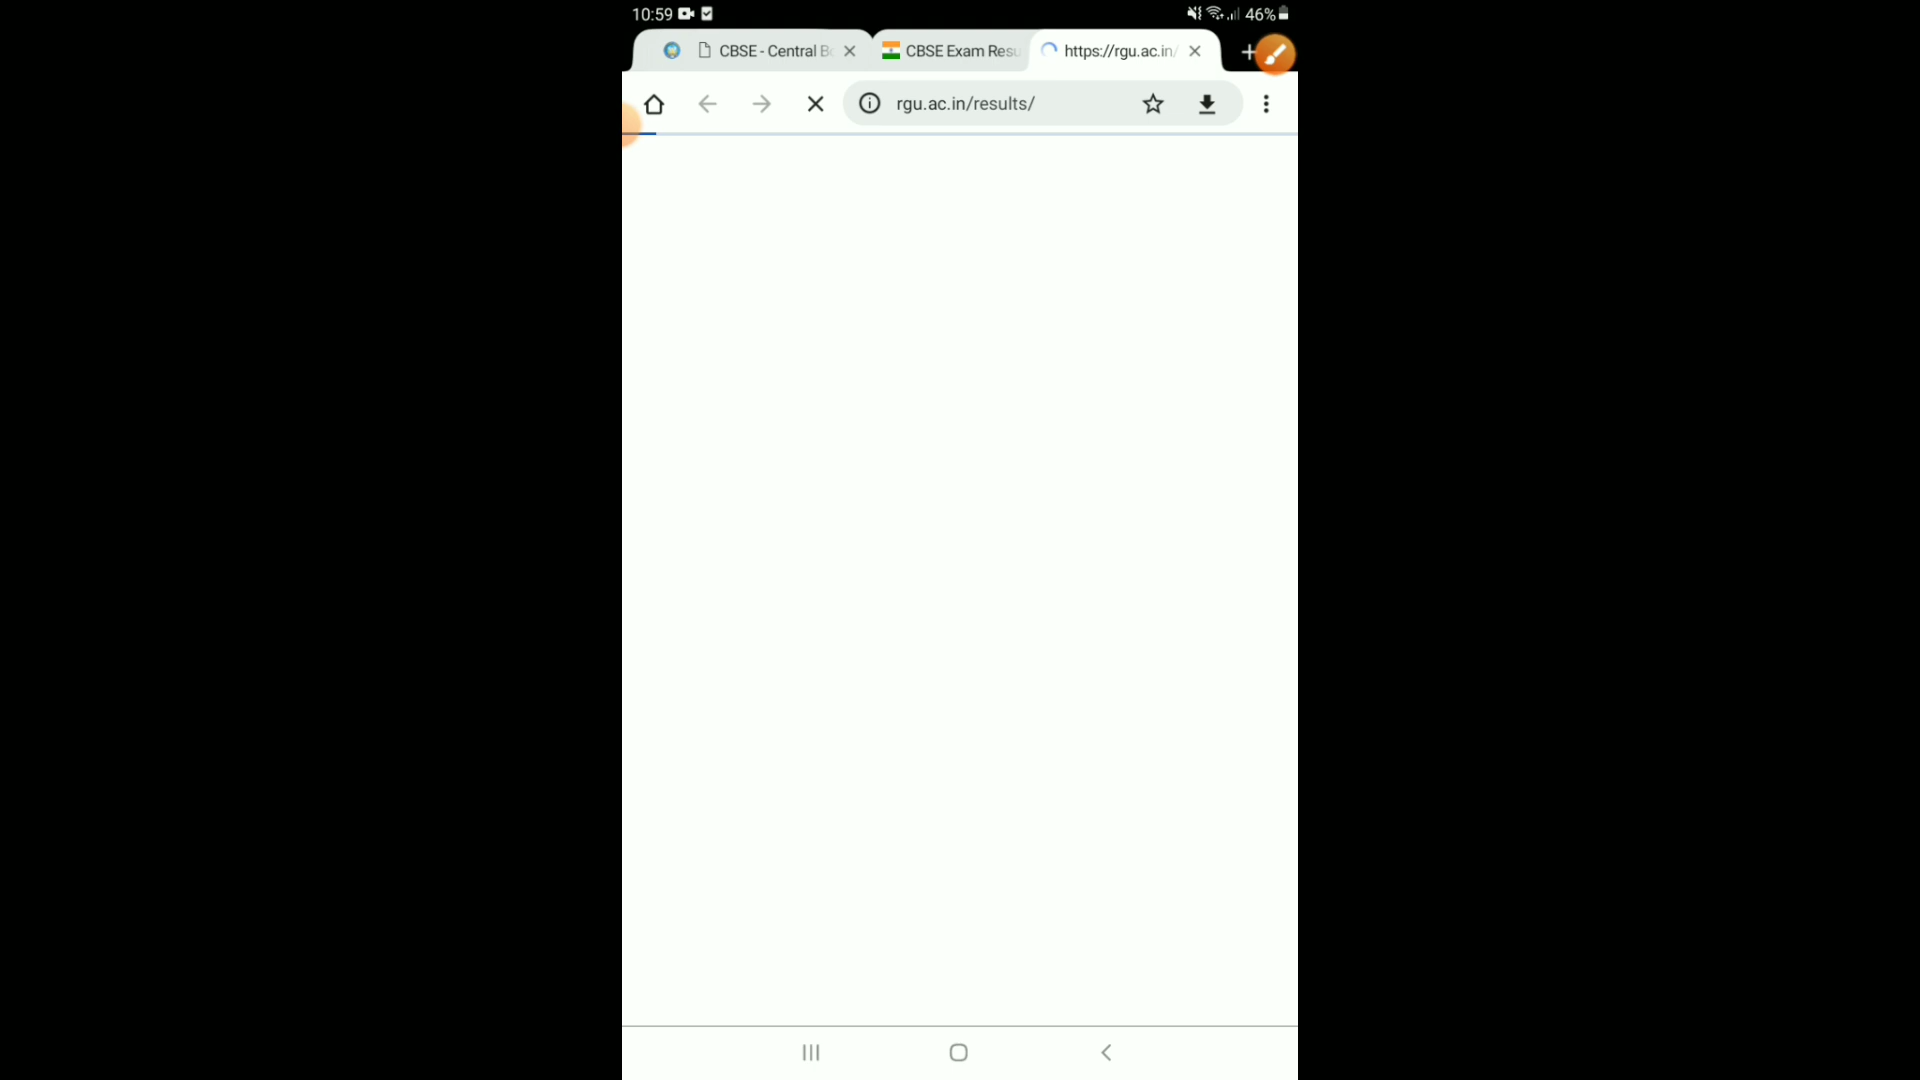 10:59
46%
CBSE - Central B
CBSE Exam Resu
https://rgu.ac.in/
rgu.ac.in/results/